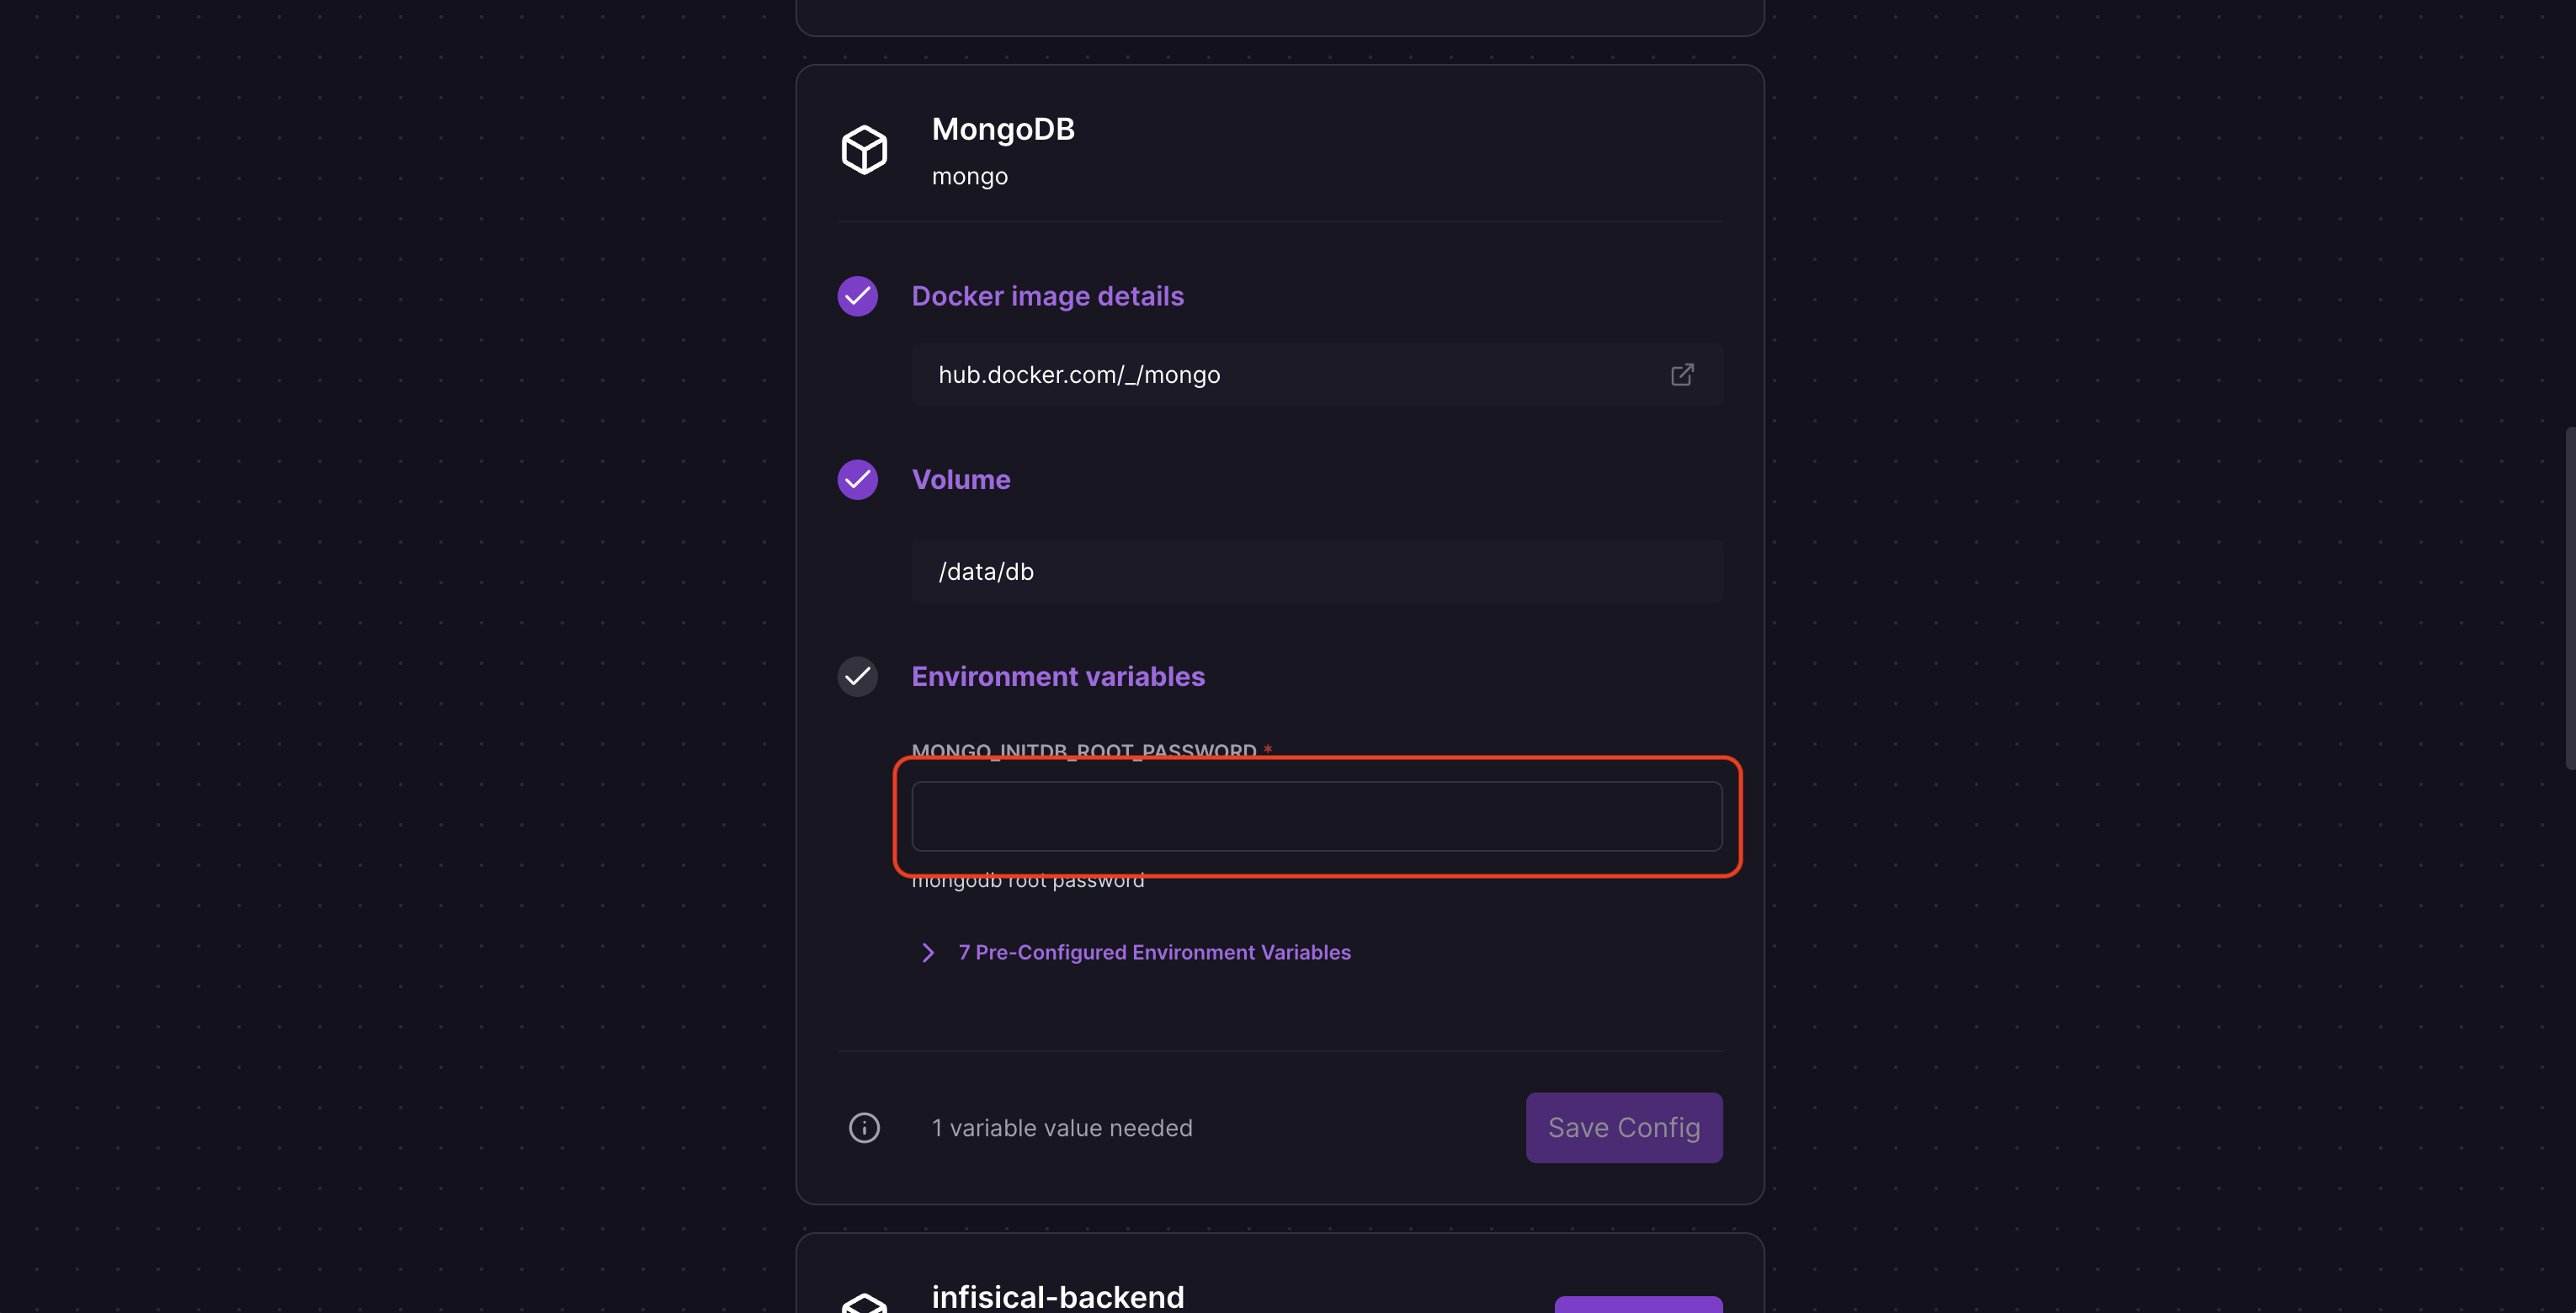 MongoDB
mongo
Docker image details
hub.docker.com/_/mongo
Volume
/data/db
Environment variables
MONGO_INITDB_ROOT_PASSWORD *
mongodb root password
7 Pre-Configured Environment Variables
1 variable value needed
Save Config
infisical-backend